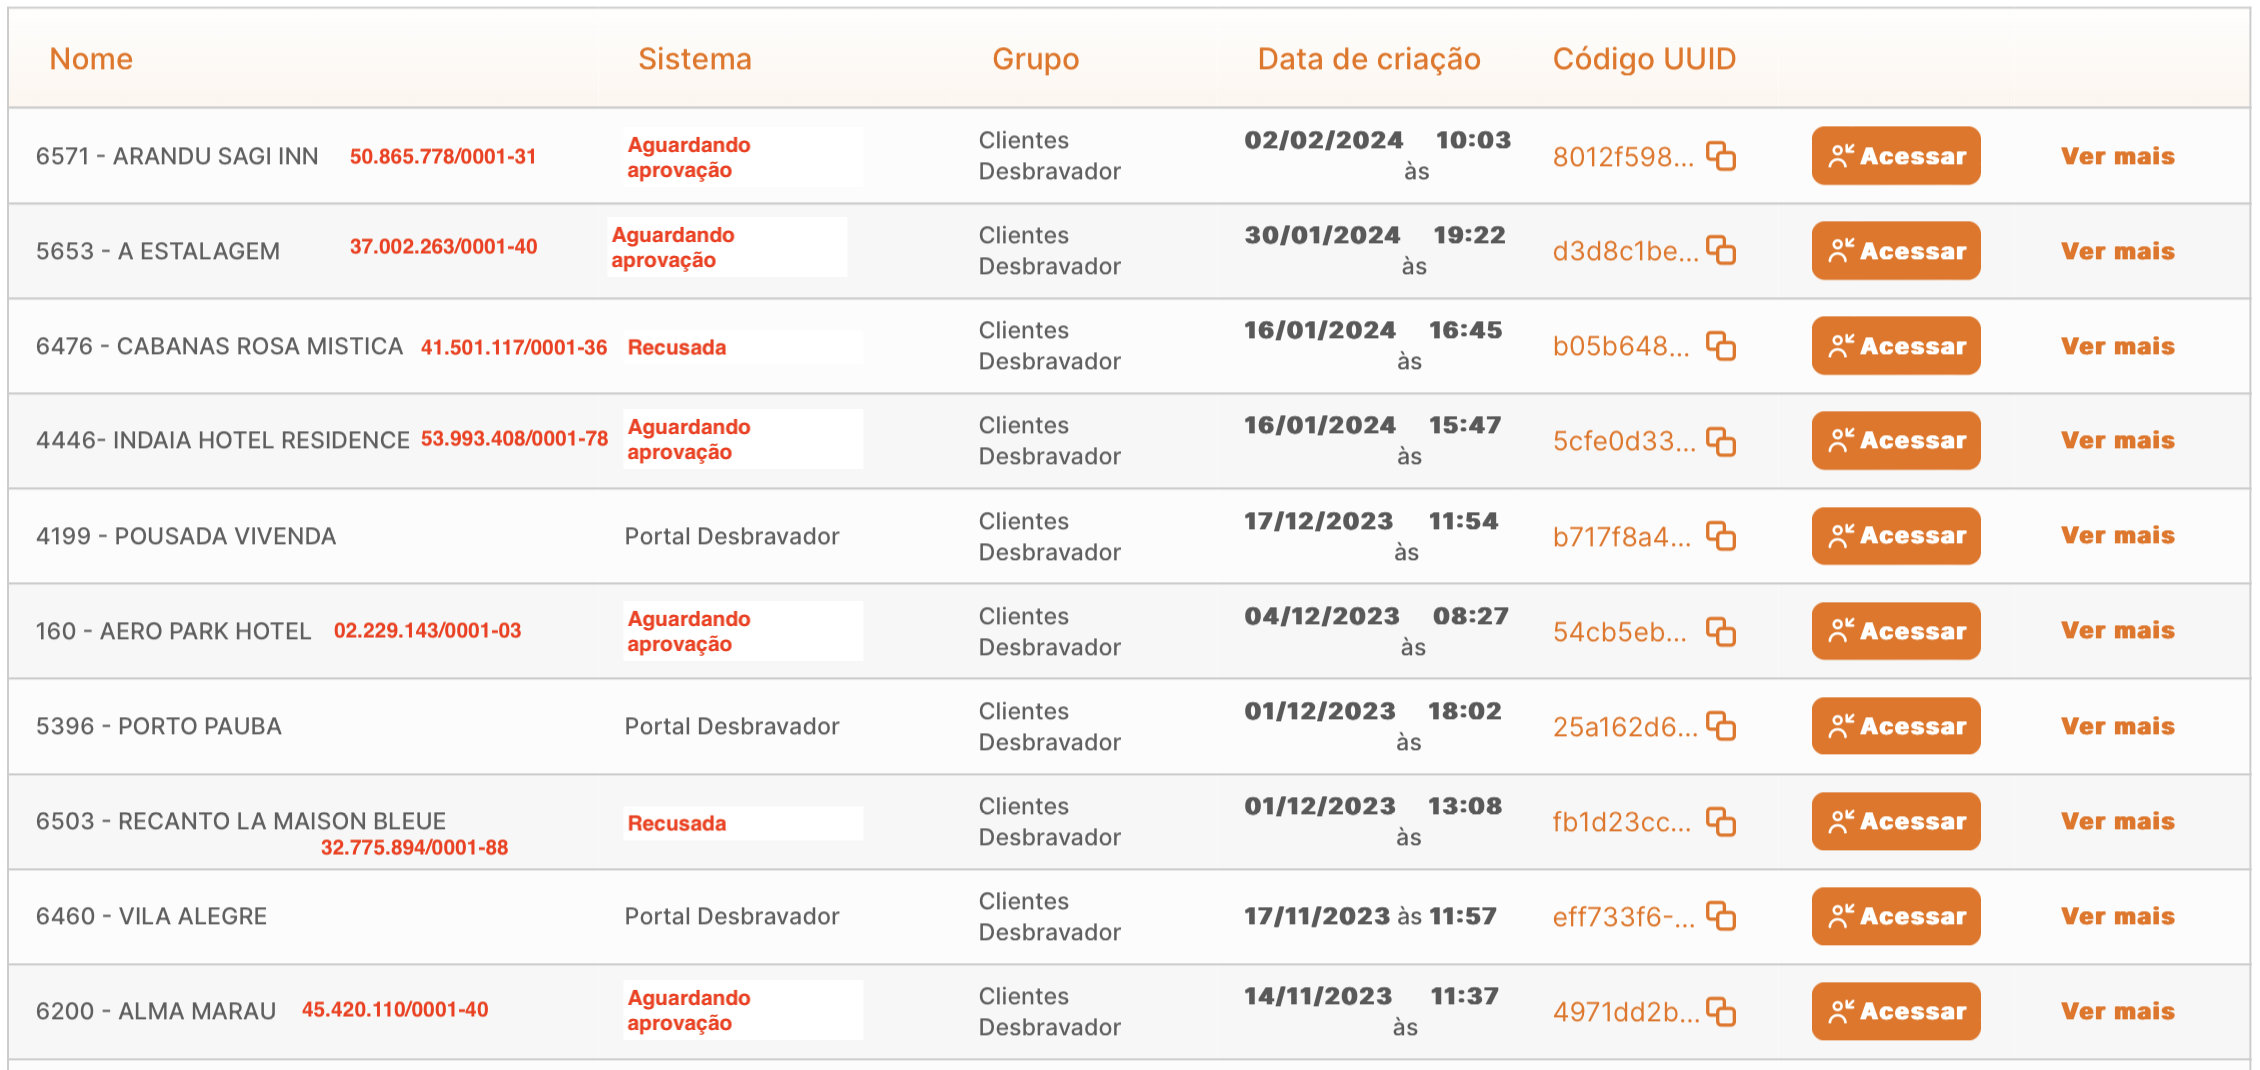 Nome Sistema Grupo Data de criação Código UUID
6571 - ARANDU SAGI INN 50.865.778/0001-31 Aguardando aprovação Clientes Desbravador 02/02/2024 às 10:03 8012f598... Acessar Ver mais
5653 - A ESTALAGEM 37.002.263/0001-40 Aguardando aprovação Clientes Desbravador 30/01/2024 às 19:22 d3d8c1be... Acessar Ver mais
6476 - CABANAS ROSA MISTICA 41.501.117/0001-36 Recusada Clientes Desbravador 16/01/2024 às 16:45 b05b648... Acessar Ver mais
4446- INDAIA HOTEL RESIDENCE 53.993.408/0001-78 Aguardando aprovação Clientes Desbravador 16/01/2024 às 15:47 5cfe0d33... Acessar Ver mais
4199 - POUSADA VIVENDA Portal Desbravador Clientes Desbravador 17/12/2023 às 11:54 b717f8a4... Acessar Ver mais
160 - AERO PARK HOTEL 02.229.143/0001-03 Aguardando aprovação Clientes Desbravador 04/12/2023 às 08:27 54cb5eb... Acessar Ver mais
5396 - PORTO PAUBA Portal Desbravador Clientes Desbravador 01/12/2023 às 18:02 25a162d6... Acessar Ver mais
6503 - RECANTO LA MAISON BLEUE 32.775.894/0001-88 Recusada Clientes Desbravador 01/12/2023 às 13:08 fb1d23cc... Acessar Ver mais
6460 - VILA ALEGRE Portal Desbravador Clientes Desbravador 17/11/2023 às 11:57 eff733f6-... Acessar Ver mais
6200 - ALMA MARAU 45.420.110/0001-40 Aguardando aprovação Clientes Desbravador 14/11/2023 às 11:37 4971dd2b... Acessar Ver mais